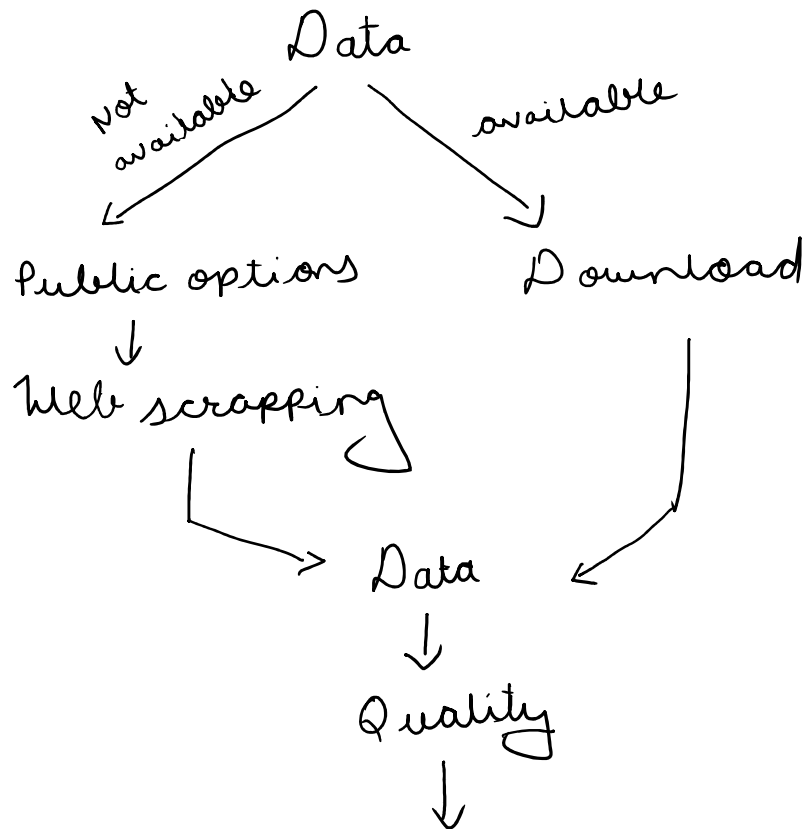 Data
Not
available
available
Public options
Download
Web scrapping
Data
Quality